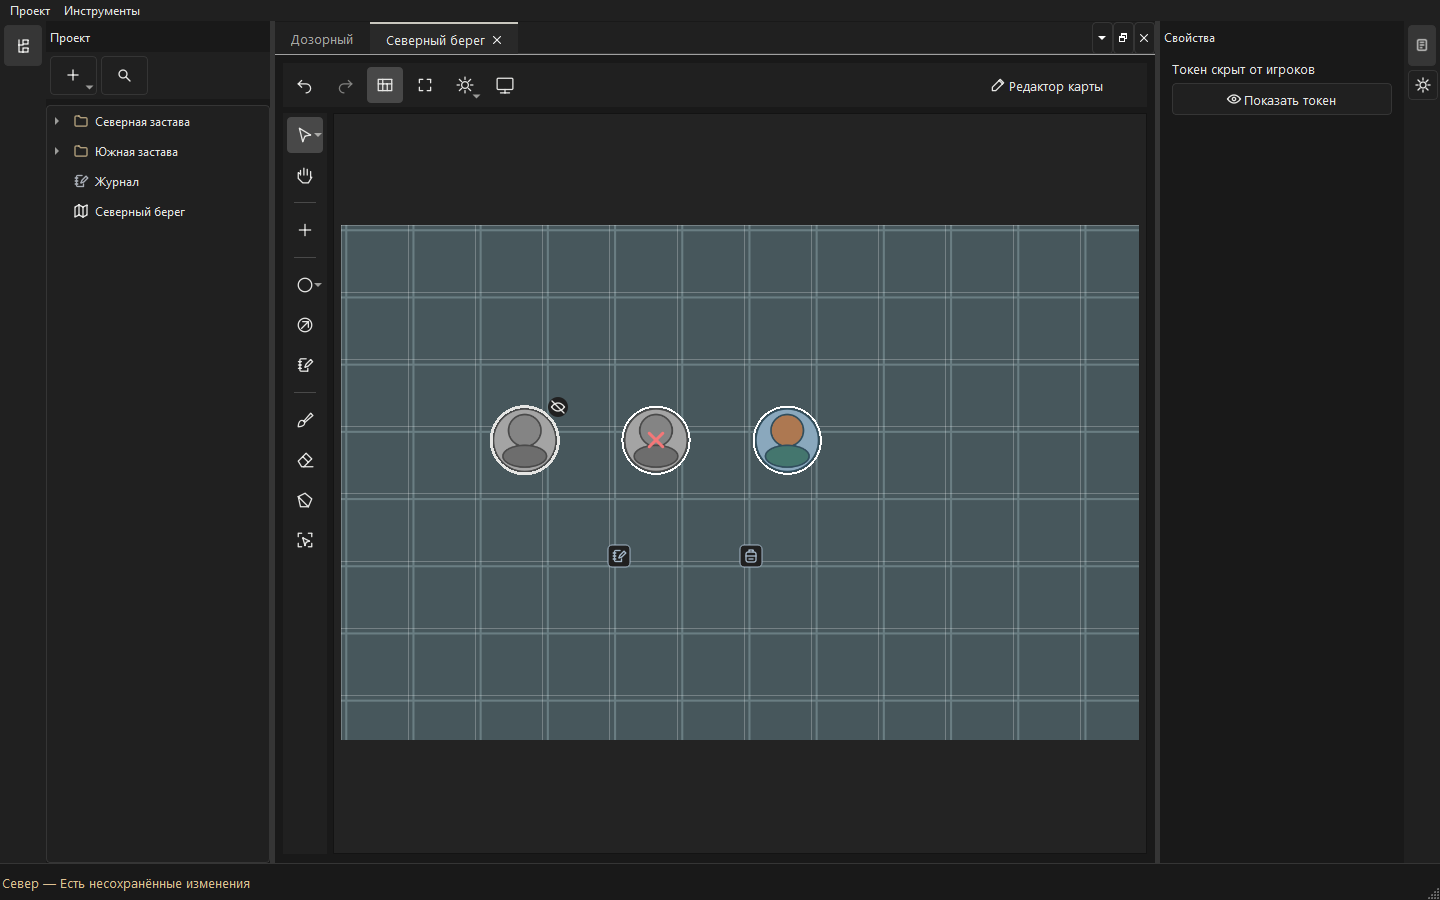 Проект
Инструменты
Проект
Северная застава
Южная застава
Журнал
Северный берег
Дозорный
Северный берег
Редактор карты
Свойства
Токен скрыт от игроков
Показать токен
Север — Есть несохранённые изменения